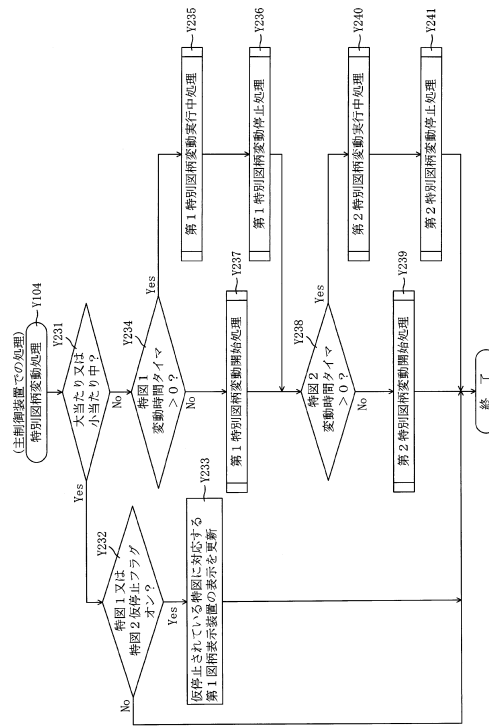 (主制御装置での処理)
特別図柄変動処理
Y104
Y231
大当たり又は
小当たり中?
Yes
No
Y232
特図1又は
特図2仮停止フラグ
オン?
No
Yes
Y233
仮停止されている特図に対応する
第1図柄表示装置の表示を更新
Y234
特図1
変動時間タイマ
>0?
Yes
No
Y235
第1特別図柄変動実行中処理
Y236
第1特別図柄変動停止処理
Y237
第1特別図柄変動開始処理
Y238
特図2
変動時間タイマ
>0?
Yes
No
Y239
第2特別図柄変動開始処理
Y240
第2特別図柄変動実行中処理
Y241
第2特別図柄変動停止処理
終了